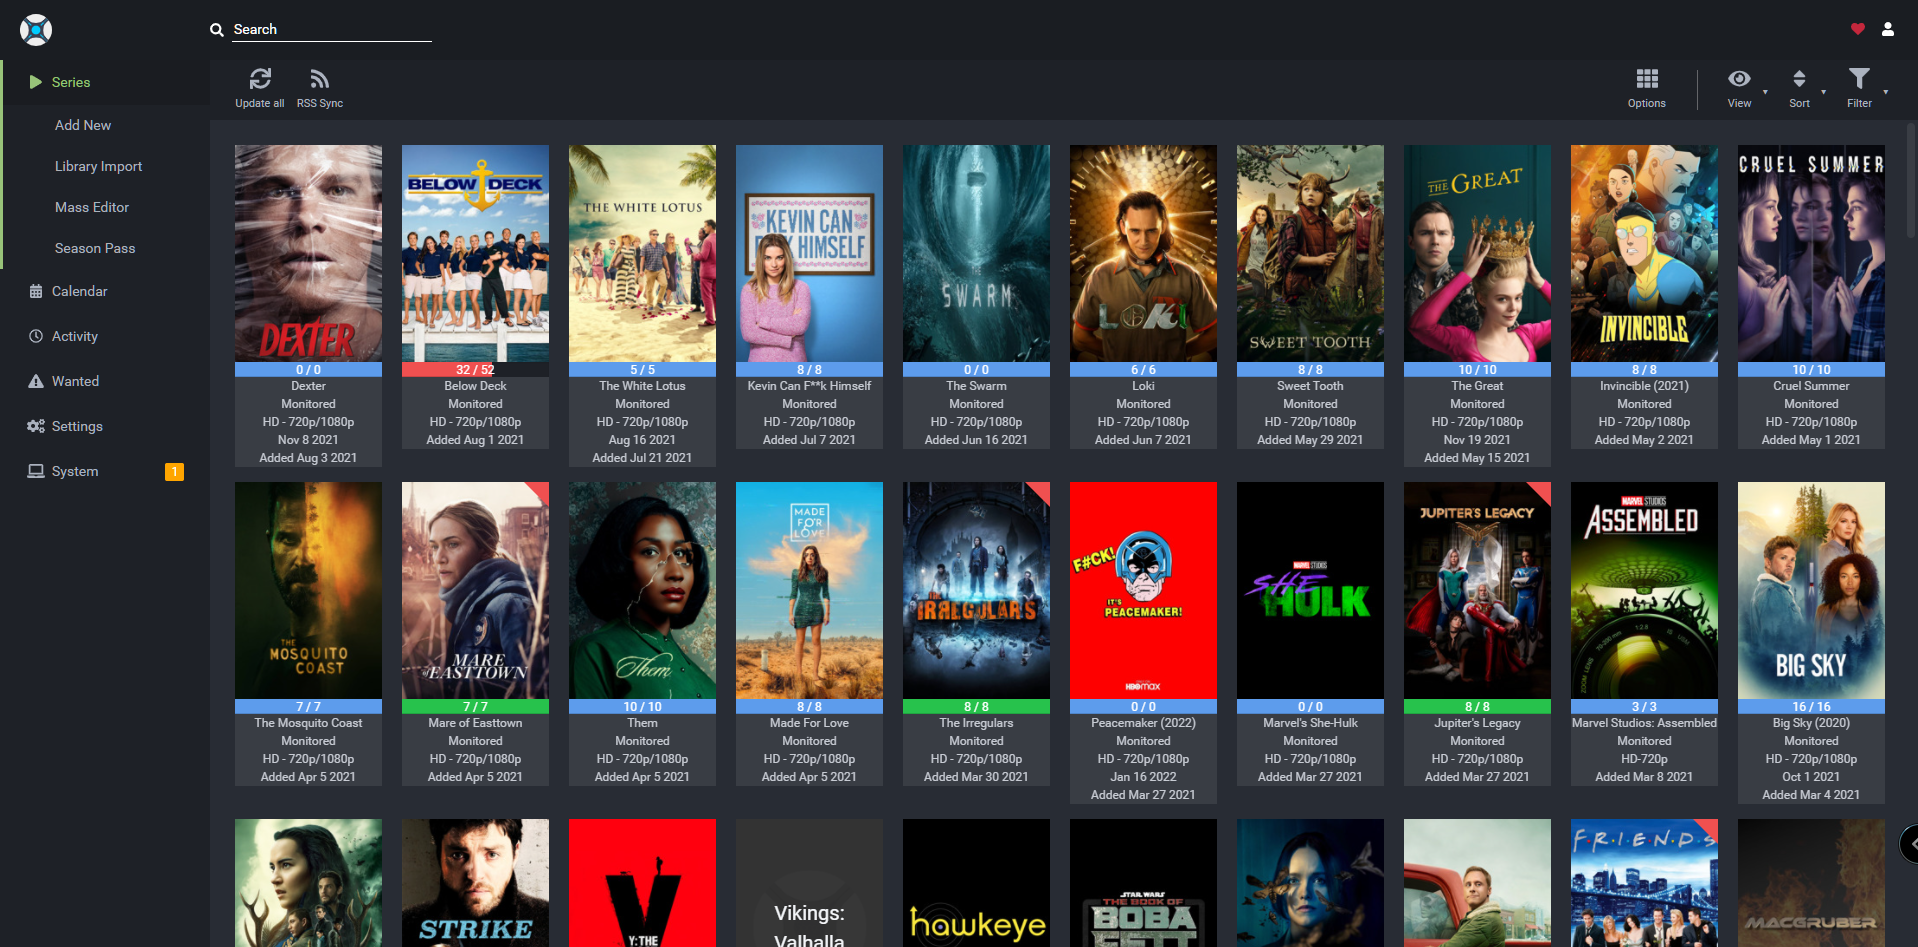 Search
Series
Add New
Library Import
Mass Editor
Season Pass
Calendar
Activity
Wanted
Settings
System
1
Update all
RSS Sync
Options
View
Sort
Filter
DEXTER
0 / 0
Dexter
Monitored
HD - 720p/1080p
Nov 8 2021
Added Aug 3 2021
BELOW DECK
32 / 52
Below Deck
Monitored
HD - 720p/1080p
Added Aug 1 2021
THE WHITE LOTUS
5 / 5
The White Lotus
Monitored
HD - 720p/1080p
Aug 16 2021
Added Jul 21 2021
KEVIN CAN
HIMSELF
8 / 8
Kevin Can F**k Himself
Monitored
HD - 720p/1080p
Added Jul 7 2021
THE
SWARM
0 / 0
The Swarm
Monitored
HD - 720p/1080p
Added Jun 16 2021
LOKI
6 / 6
Loki
Monitored
HD - 720p/1080p
Added Jun 7 2021
SWEET TOOTH
8 / 8
Sweet Tooth
Monitored
HD - 720p/1080p
Added May 29 2021
THE GREAT
10 / 10
The Great
Monitored
HD - 720p/1080p
Nov 19 2021
Added May 15 2021
INVINCIBLE
8 / 8
Invincible (2021)
Monitored
HD - 720p/1080p
Added May 2 2021
CRUEL SUMMER
10 / 10
Cruel Summer
Monitored
HD - 720p/1080p
Added May 1 2021
THE
MOSQUITO
COAST
7 / 7
The Mosquito Coast
Monitored
HD - 720p/1080p
Added Apr 5 2021
MARE
of EASTTOWN
7 / 7
Mare of Easttown
Monitored
HD - 720p/1080p
Added Apr 5 2021
Them
10 / 10
Them
Monitored
HD - 720p/1080p
Added Apr 5 2021
MADE
FOR
LOVE
8 / 8
Made For Love
Monitored
HD - 720p/1080p
Added Apr 5 2021
THE
IRREGULARS
8 / 8
The Irregulars
Monitored
HD - 720p/1080p
Added Mar 30 2021
F#CK!
IT'S
PEACEMAKER!
HBOmax
0 / 0
Peacemaker (2022)
Monitored
HD - 720p/1080p
Jan 16 2022
Added Mar 27 2021
MARVEL STUDIOS
SHE
HULK
0 / 0
Marvel's She-Hulk
Monitored
HD - 720p/1080p
Added Mar 27 2021
JUPITER'S LEGACY
8 / 8
Jupiter's Legacy
Monitored
HD - 720p/1080p
Added Mar 27 2021
MARVEL STUDIOS
ASSEMBLED
3 / 3
Marvel Studios: Assembled
Monitored
HD-720p
Added Mar 8 2021
BIG SKY
16 / 16
Big Sky (2020)
Monitored
HD - 720p/1080p
Oct 1 2021
Added Mar 4 2021
STRIKE
Y
Y: THE
Vikings:
Valhalla
hawkeye
STAR WARS
THE BOOK OF
BOBA
FETT
F·R·I·E·N·D·S
MACGRUBER